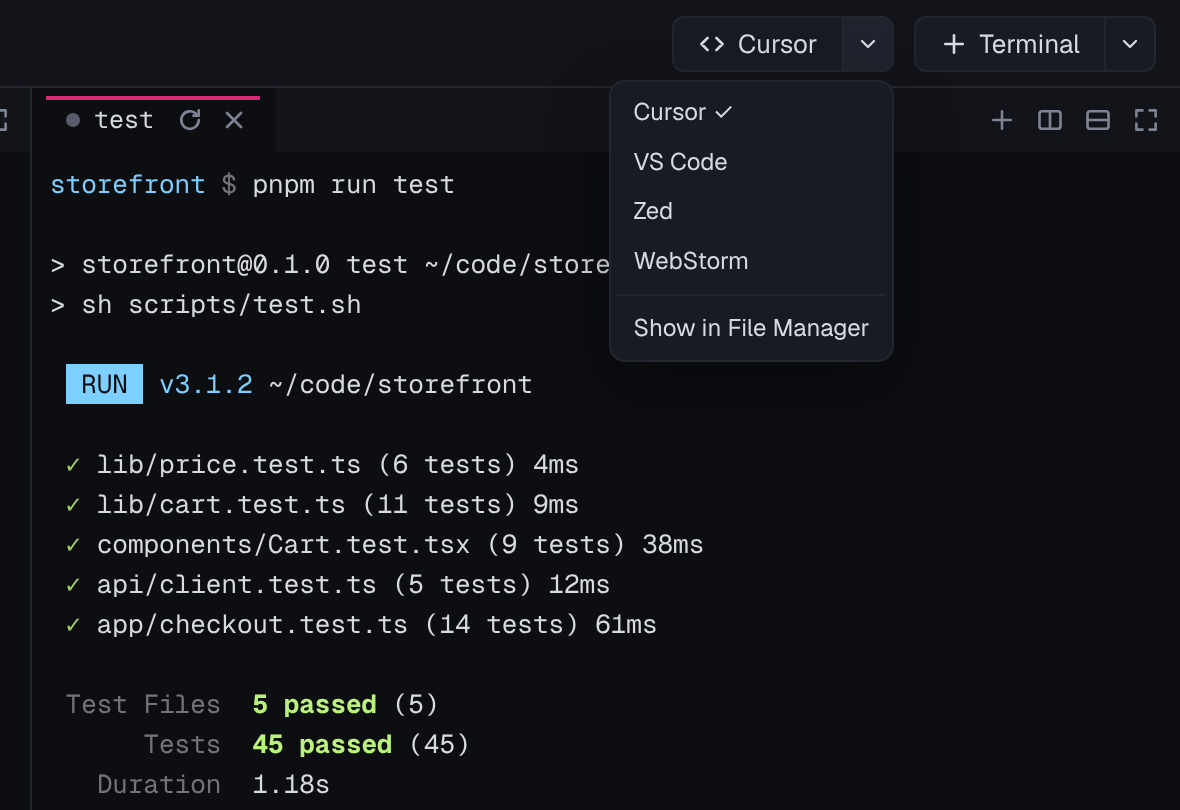 <> Cursor
+ Terminal
test
Cursor ✓
VS Code
Zed
WebStorm
Show in File Manager
storefront $ pnpm run test
> storefront@0.1.0 test ~/code/store
> sh scripts/test.sh
RUN v3.1.2 ~/code/storefront
✓ lib/price.test.ts (6 tests) 4ms
✓ lib/cart.test.ts (11 tests) 9ms
✓ components/Cart.test.tsx (9 tests) 38ms
✓ api/client.test.ts (5 tests) 12ms
✓ app/checkout.test.ts (14 tests) 61ms
Test Files 5 passed (5)
Tests 45 passed (45)
Duration 1.18s